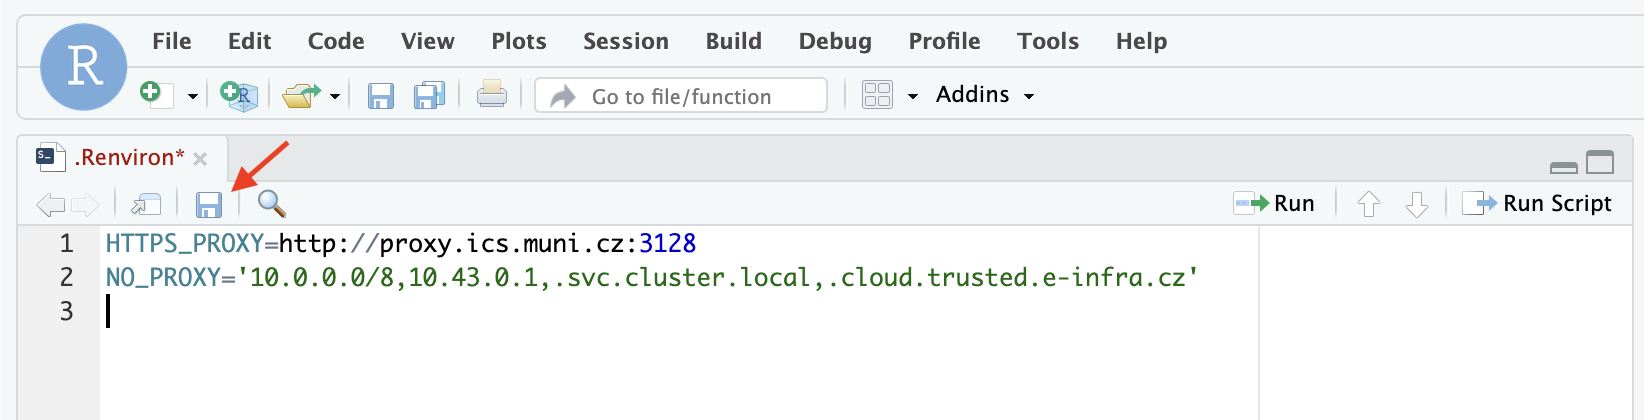 R
File Edit Code View Plots Session Build Debug Profile Tools Help
R Go to file/function Addins
S_ .Renviron*
Run Run Script
1 HTTPS_PROXY=http://proxy.ics.muni.cz:3128
2 NO_PROXY='10.0.0.0/8,10.43.0.1,.svc.cluster.local,.cloud.trusted.e-infra.cz'
3